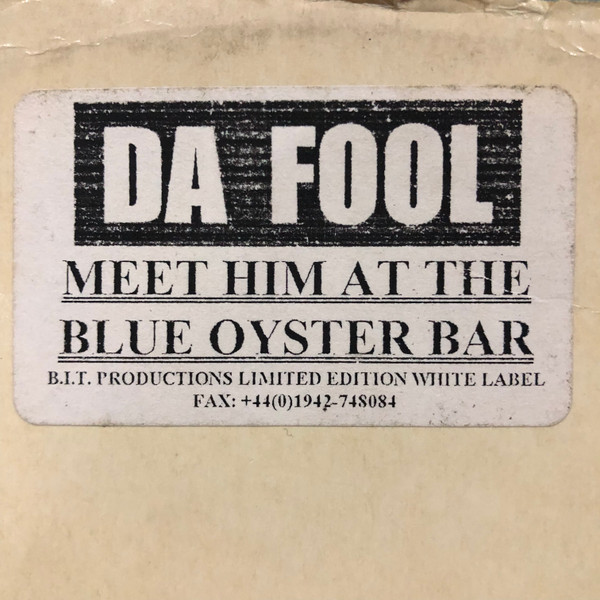 DA FOOL
MEET HIM AT THE
BLUE OYSTER BAR
B.I.T. PRODUCTIONS LIMITED EDITION WHITE LABEL
FAX: +44(0)1942-748084